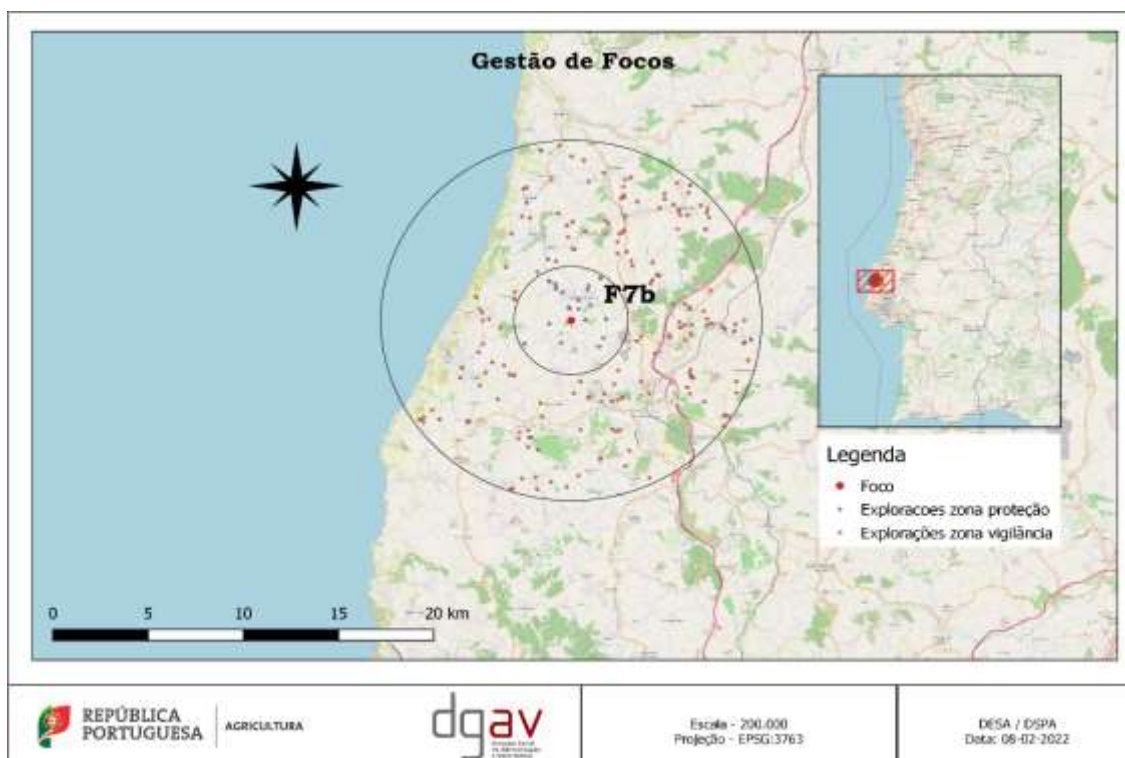 Gestão de Focos
F7b
Legenda
Foco
Exploracoes zona proteção
Explorações zona vigilância
0 5 10 15 20 km
REPÚBLICA
PORTUGUESA
AGRICULTURA
dgav
Escala - 200.000
Projeção - EPSG:3763
DESA / DSPA
Data: 08-02-2022